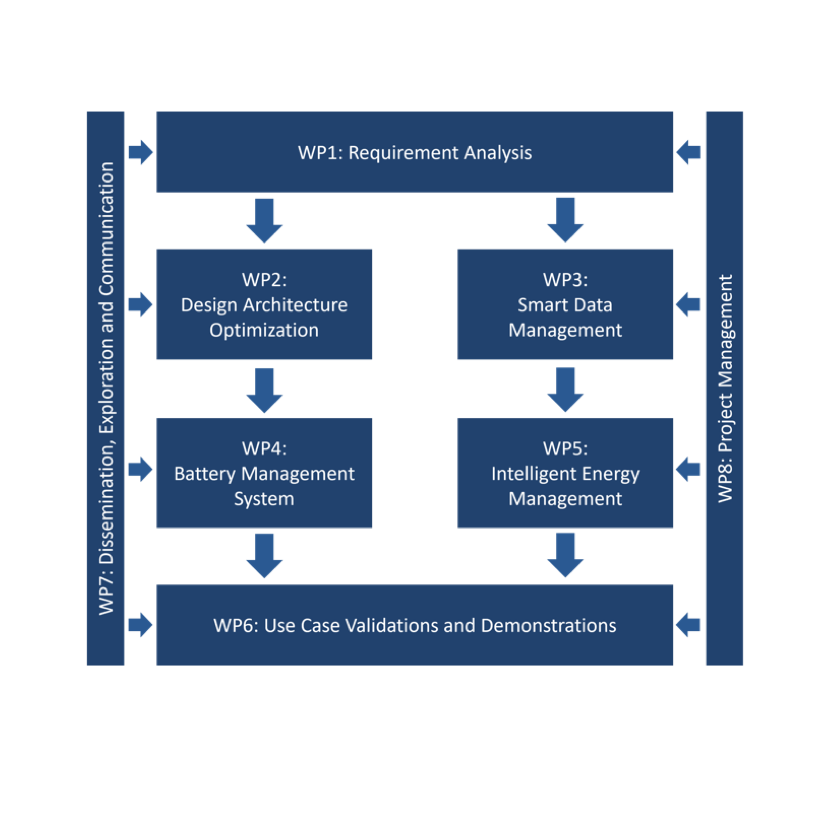 WP7: Dissemination, Exploration and Communication
WP1: Requirement Analysis
WP2:
Design Architecture
Optimization
WP3:
Smart Data
Management
WP4:
Battery Management
System
WP5:
Intelligent Energy
Management
WP6: Use Case Validations and Demonstrations
WP8: Project Management